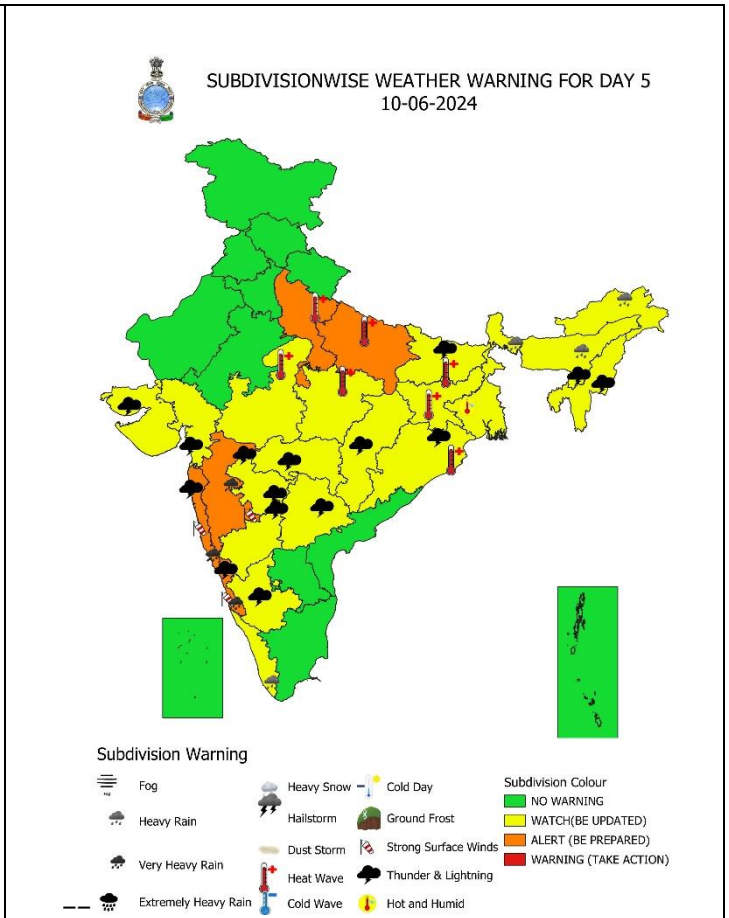 SUBDIVISIONWISE WEATHER WARNING FOR DAY 5
10-06-2024
Subdivision Warning
Fog
Heavy Rain
Very Heavy Rain
Extremely Heavy Rain
Heavy Snow
Hailstorm
Dust Storm
Heat Wave
Cold Wave
Cold Day
Ground Frost
Strong Surface Winds
Thunder & Lightning
Hot and Humid
Subdivision Colour
NO WARNING
WATCH(BE UPDATED)
ALERT (BE PREPARED)
WARNING (TAKE ACTION)